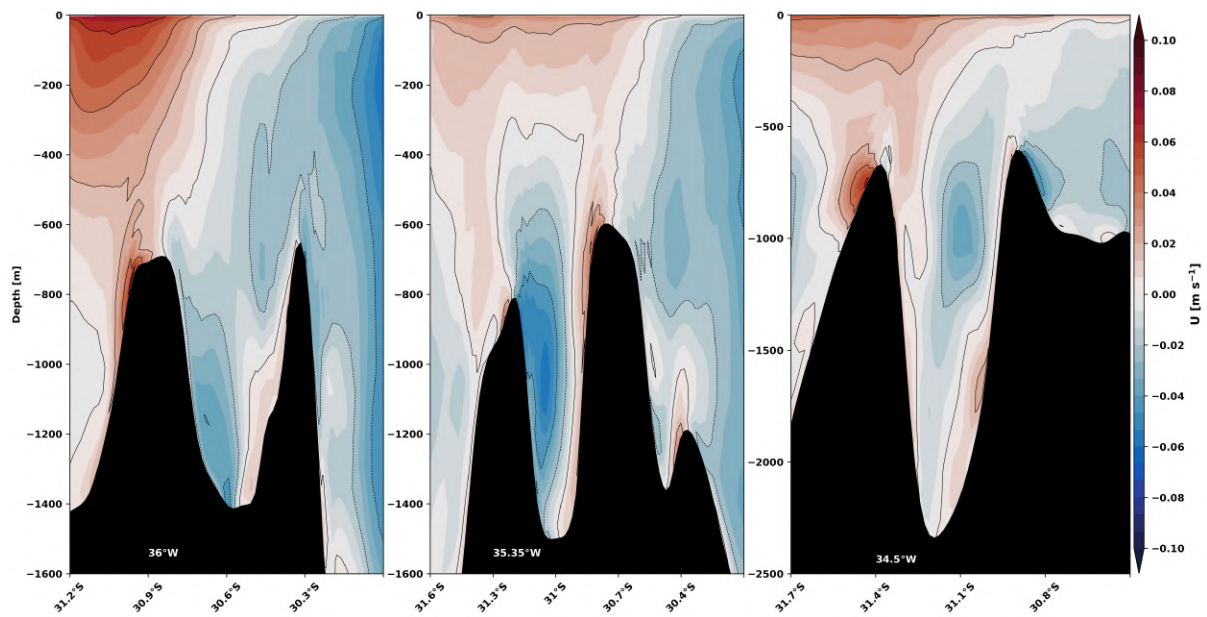 0
−200
−400
−600
−800
−1000
−1200
−1400
−1600
Depth [m]
31.2°S
30.9°S
30.6°S
30.3°S
36°W
0
−200
−400
−600
−800
−1000
−1200
−1400
−1600
31.6°S
31.3°S
31°S
30.7°S
30.4°S
35.35°W
0
−500
−1000
−1500
−2000
−2500
31.7°S
31.4°S
31.1°S
30.8°S
34.5°W
0.10
0.08
0.06
0.04
0.02
0.00
−0.02
−0.04
−0.06
−0.08
−0.10
U [m s⁻¹]